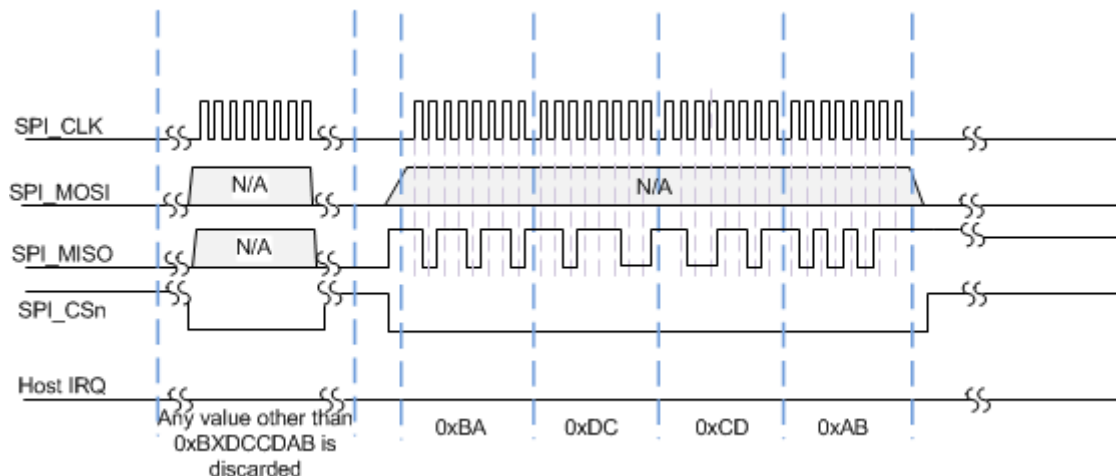 SPI_CLK
SPI_MOSI
N/A
N/A
SPI_MISO
N/A
SPI_CSn
Host IRQ
Any value other than
0xBXDCCDAB is
discarded
0xBA
0xDC
0xCD
0xAB